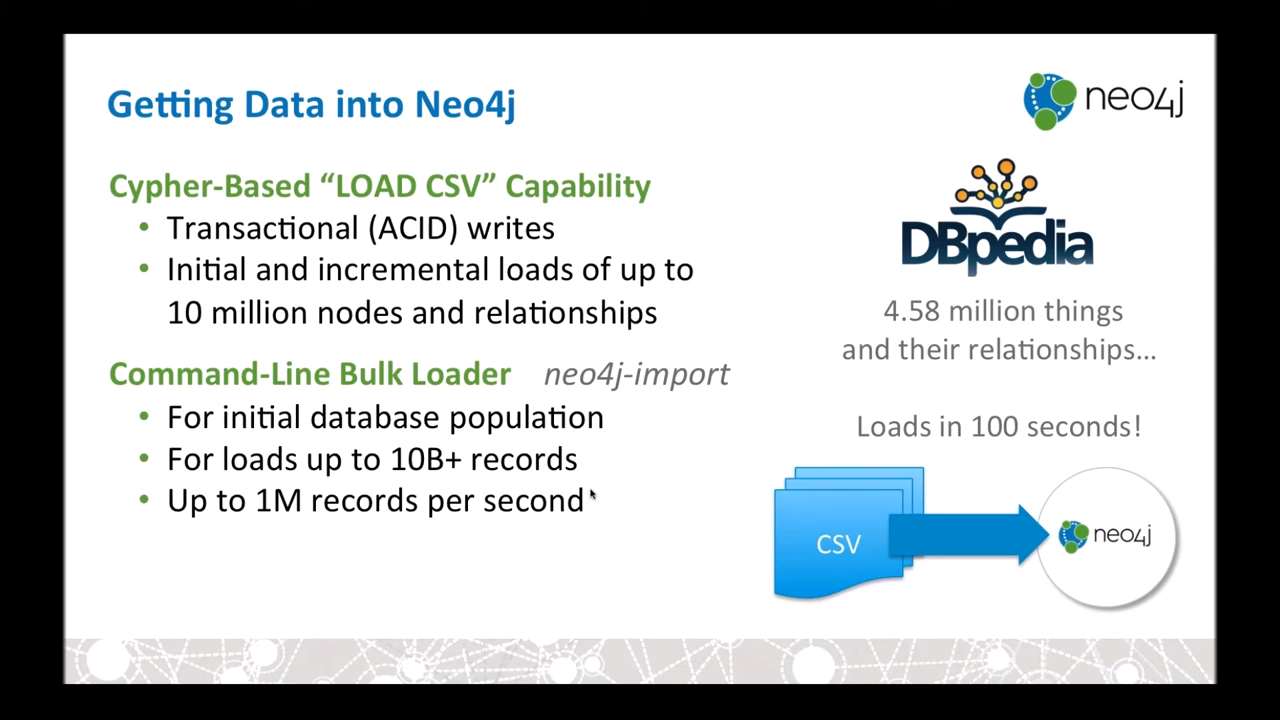 Getting Data into Neo4j
neo4j
Cypher-Based “LOAD CSV” Capability
• Transactional (ACID) writes
• Initial and incremental loads of up to
10 million nodes and relationships
Command-Line Bulk Loader neo4j-import
• For initial database population
• For loads up to 10B+ records
• Up to 1M records per second
DBpedia
4.58 million things
and their relationships...
Loads in 100 seconds!
CSV
neo4j